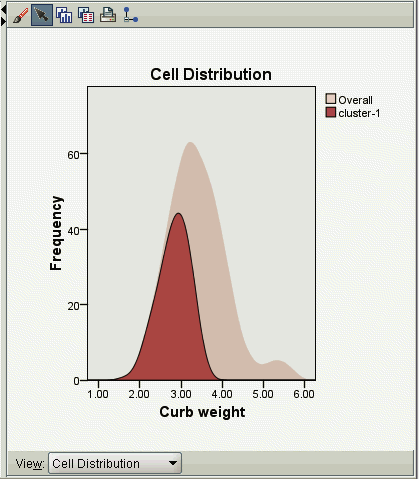 Cell Distribution
Overall
cluster-1
Frequency
60
40
20
0
1.00 2.00 3.00 4.00 5.00 6.00
Curb weight
View: Cell Distribution